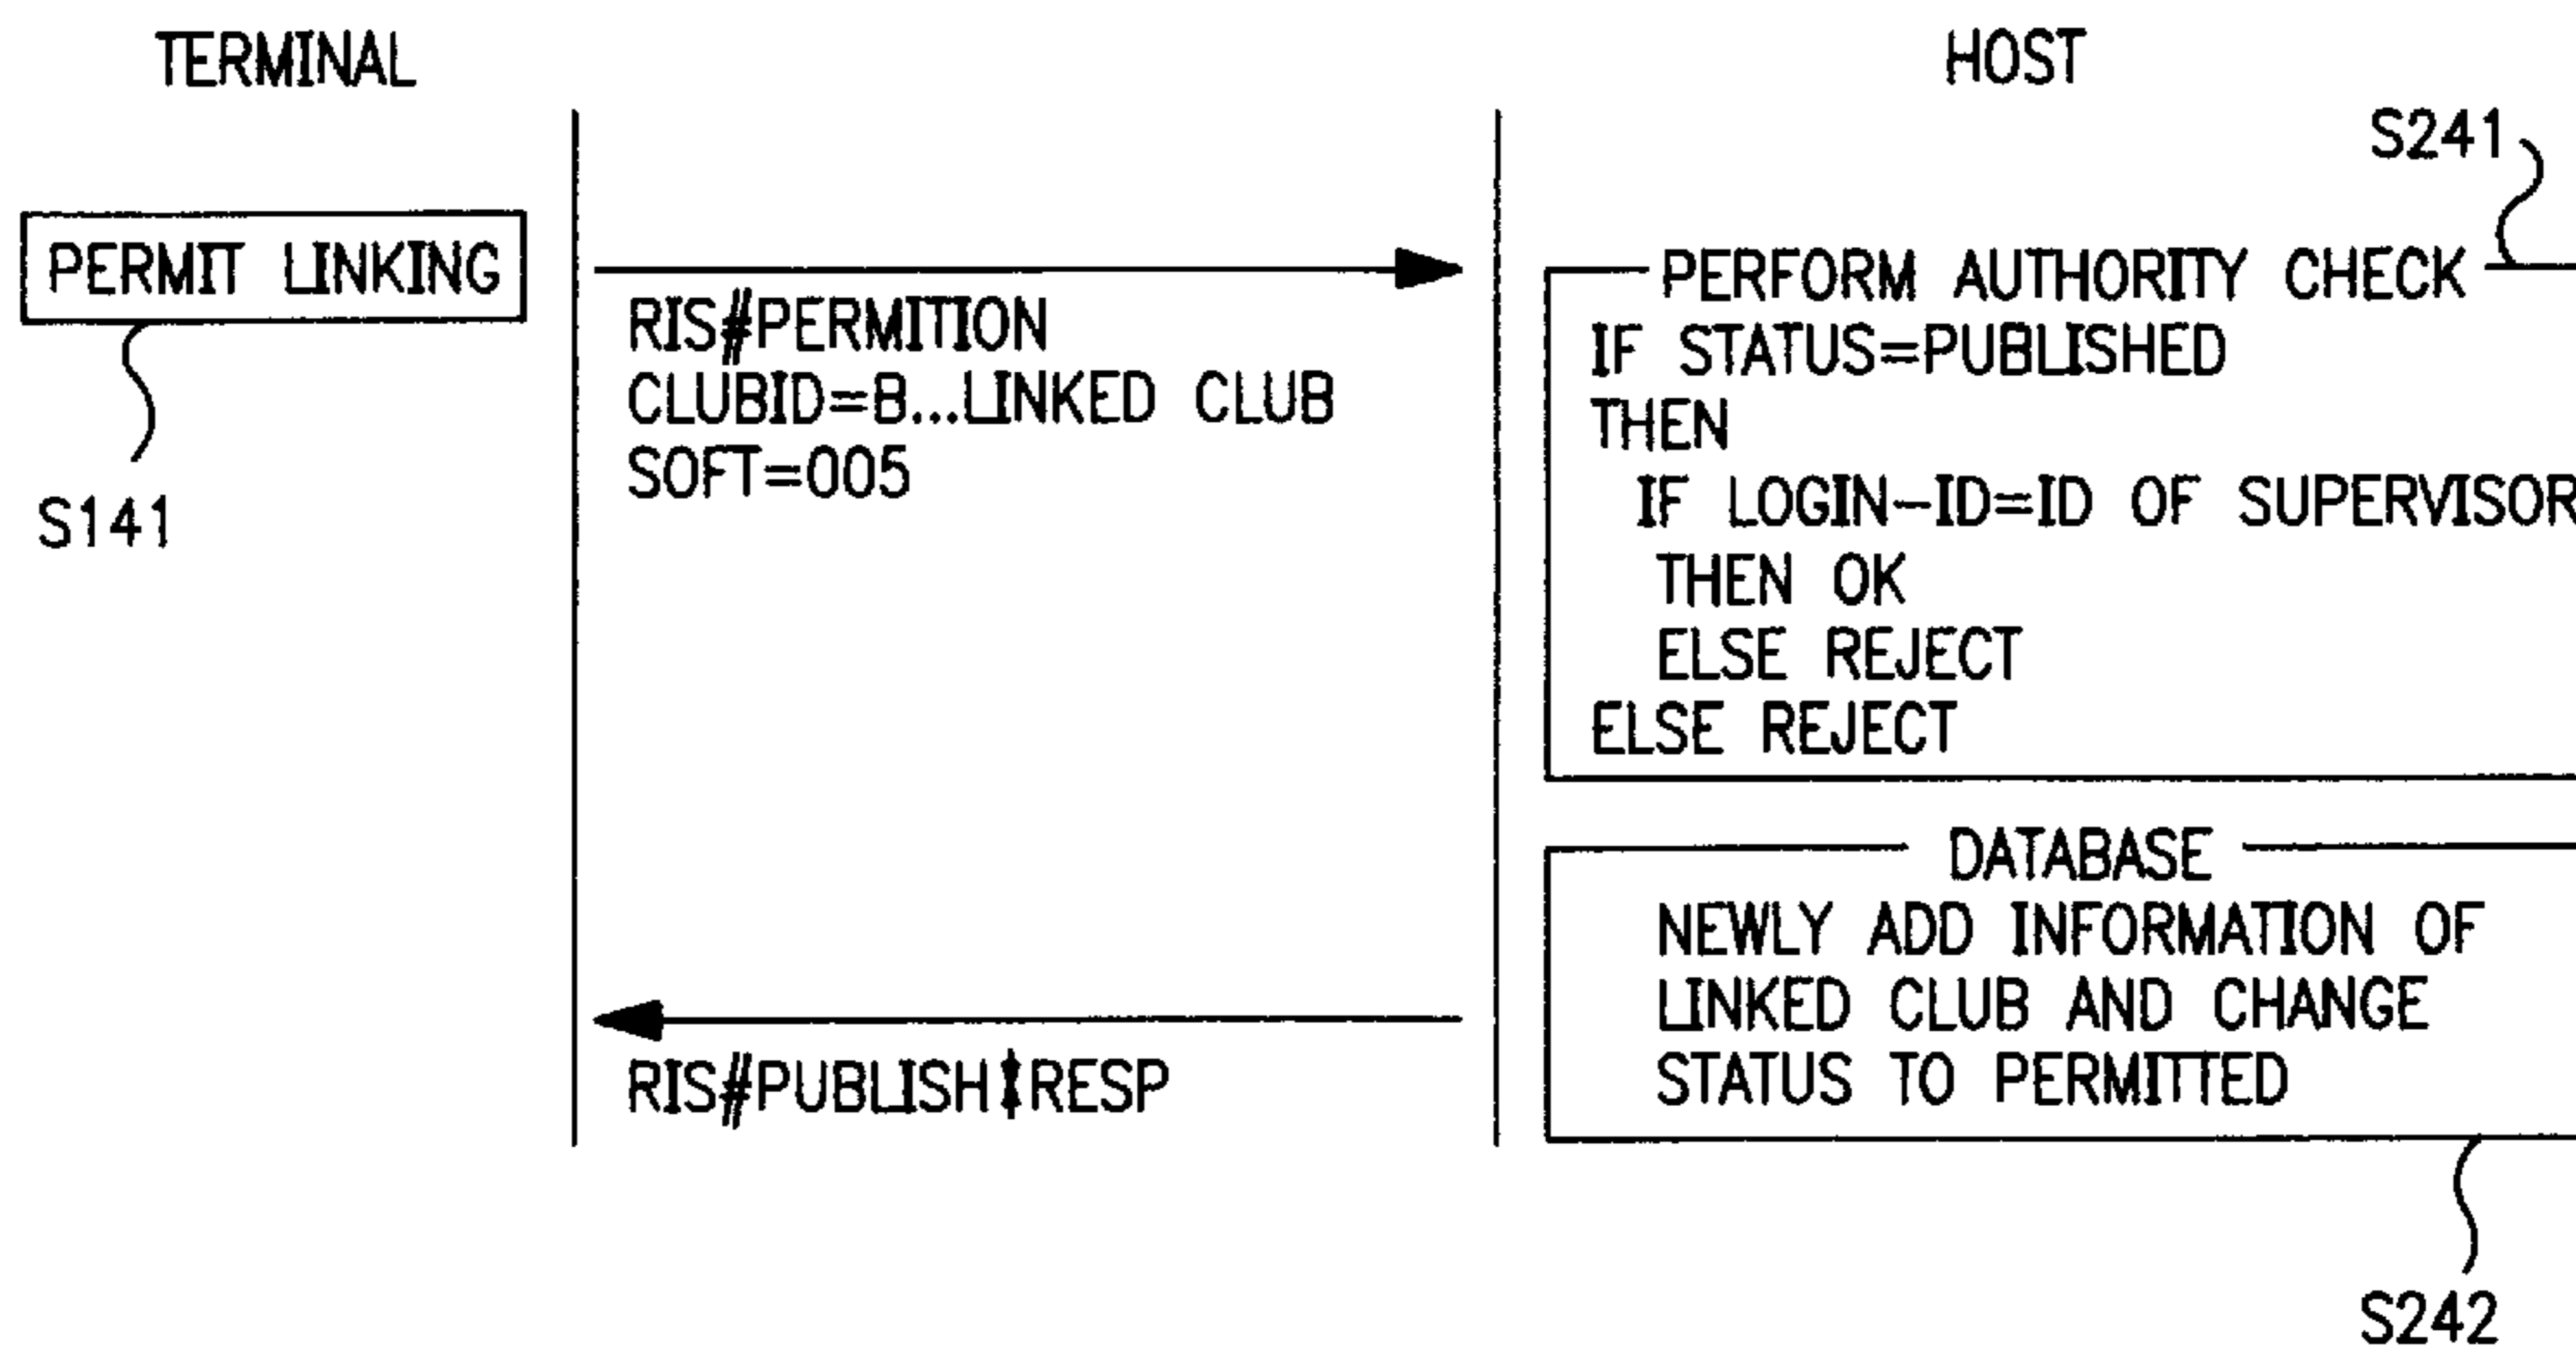 TERMINAL
HOST
S241
PERMIT LINKING
S141
RIS#PERMITION
CLUBID=B...LINKED CLUB
SOFT=005
PERFORM AUTHORITY CHECK
IF STATUS=PUBLISHED
THEN
IF LOGIN-ID=ID OF SUPERVISOR
THEN OK
ELSE REJECT
ELSE REJECT
DATABASE
NEWLY ADD INFORMATION OF
LINKED CLUB AND CHANGE
STATUS TO PERMITTED
RIS#PUBLISH RESP
S242